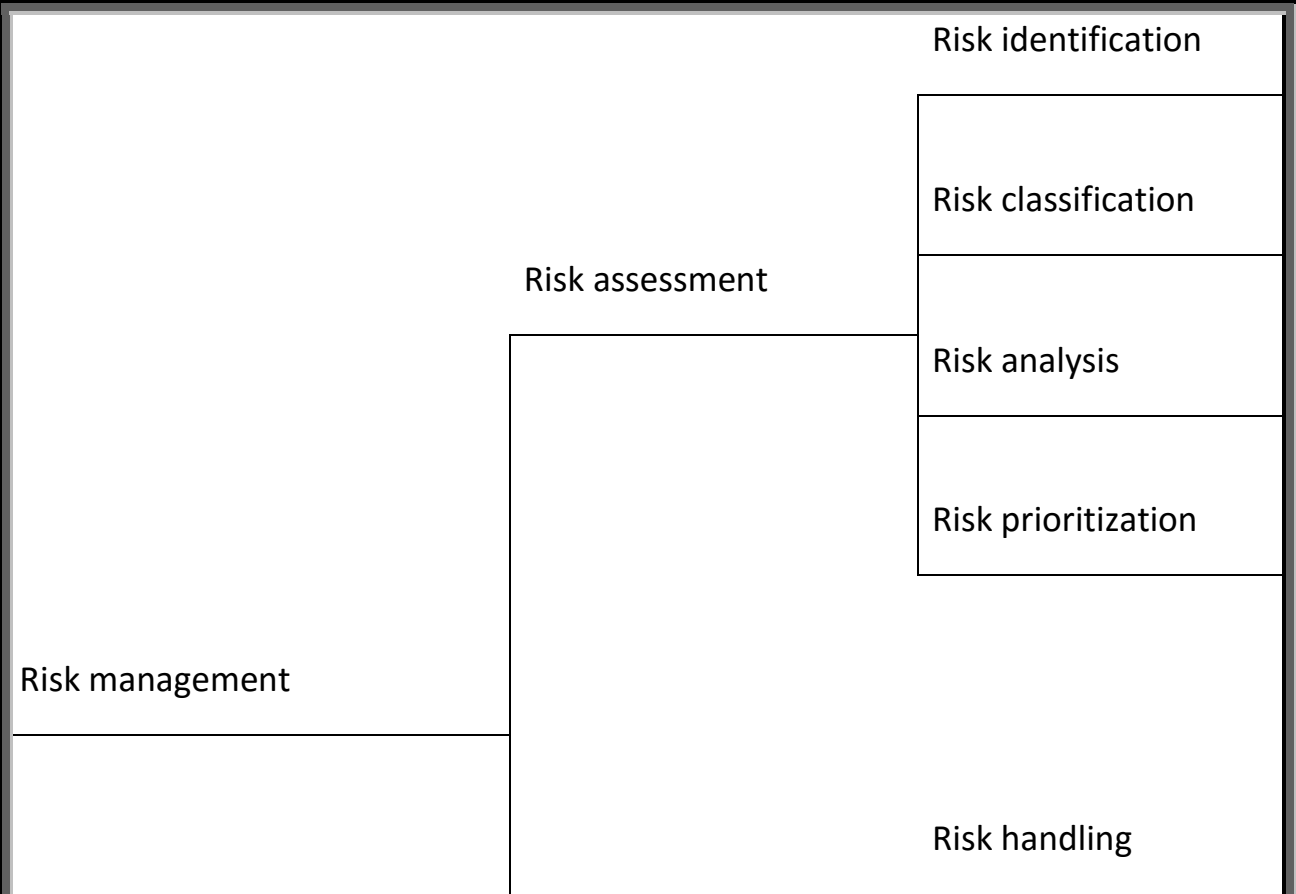 Risk identification
Risk classification
Risk assessment
Risk analysis
Risk prioritization
Risk management
Risk handling